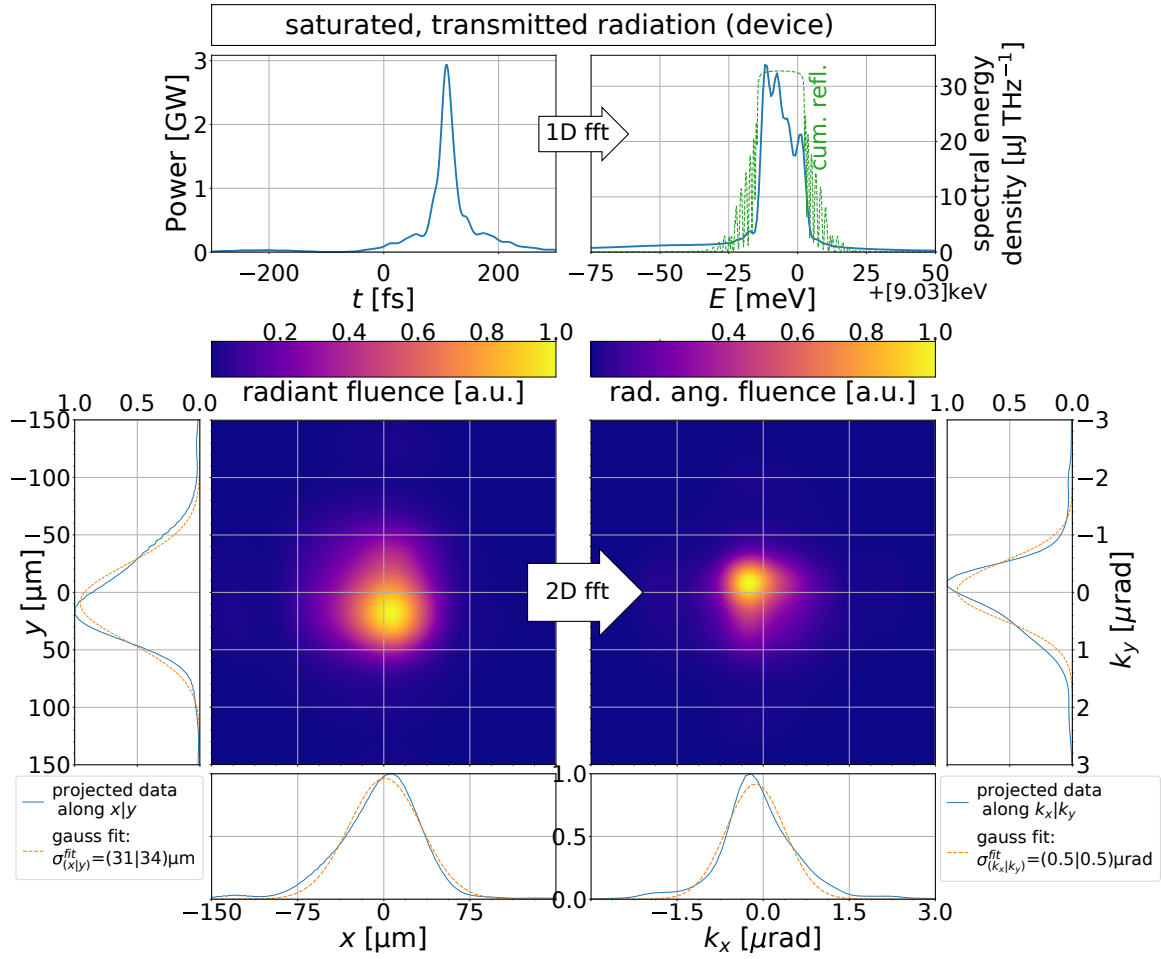 saturated, transmitted radiation (device)
Power [GW]
3
2
1
0
−200
0
200
t [fs]
1D fft
cum. refl.
30
20
10
0
spectral energy
density [µJ THz⁻¹]
−75
−50
−25
0
25
50
E [meV]
+[9.03]keV
0.2 0.4 0.6 0.8 1.0
radiant fluence [a.u.]
0.4 0.6 0.8 1.0
rad. ang. fluence [a.u.]
1.0 0.5 0.0
−150
−100
−50
0
50
100
150
y [µm]
2D fft
1.0 0.5 0.0
−3
−2
−1
0
1
2
3
k_y [µrad]
projected data
along x|y
gauss fit:
σ^{fit}_{(x|y)}=(31|34)µm
1.0
0.5
0.0
−150
−75
0
75
x [µm]
−1.5
0.0
1.5
3.0
k_x [µrad]
projected data
along k_x|k_y
gauss fit:
σ^{fit}_{(k_x|k_y)}=(0.5|0.5)µrad